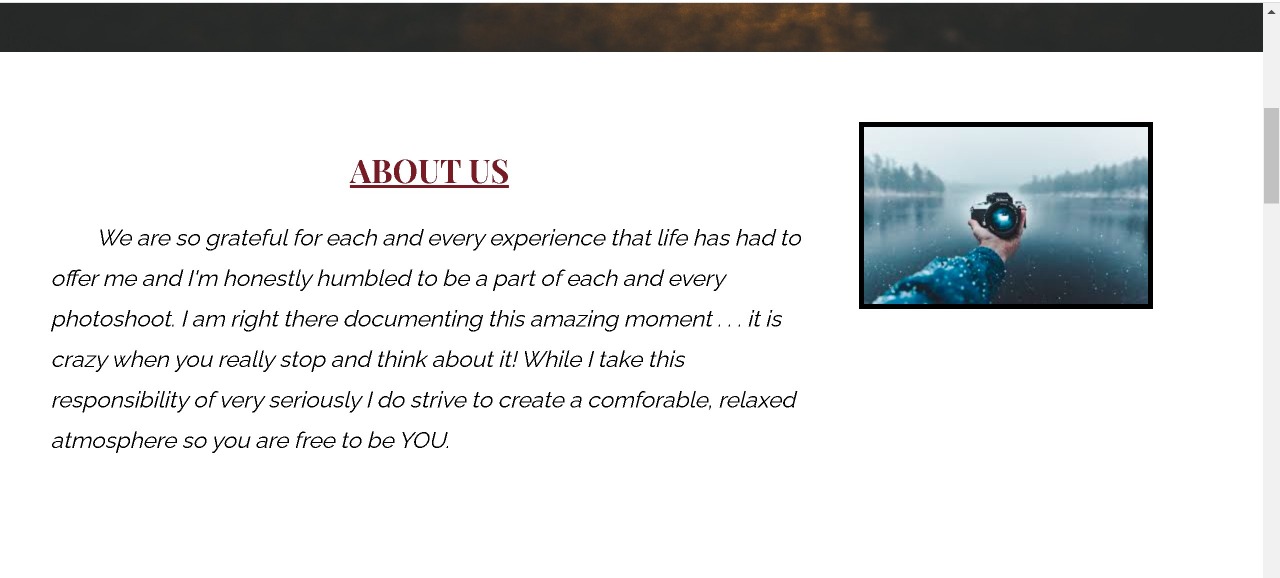 ABOUT US
We are so grateful for each and every experience that life has had to
offer me and I'm honestly humbled to be a part of each and every
photoshoot. I am right there documenting this amazing moment . . . it is
crazy when you really stop and think about it! While I take this
responsibility of very seriously I do strive to create a comforable, relaxed
atmosphere so you are free to be YOU.
Nikon